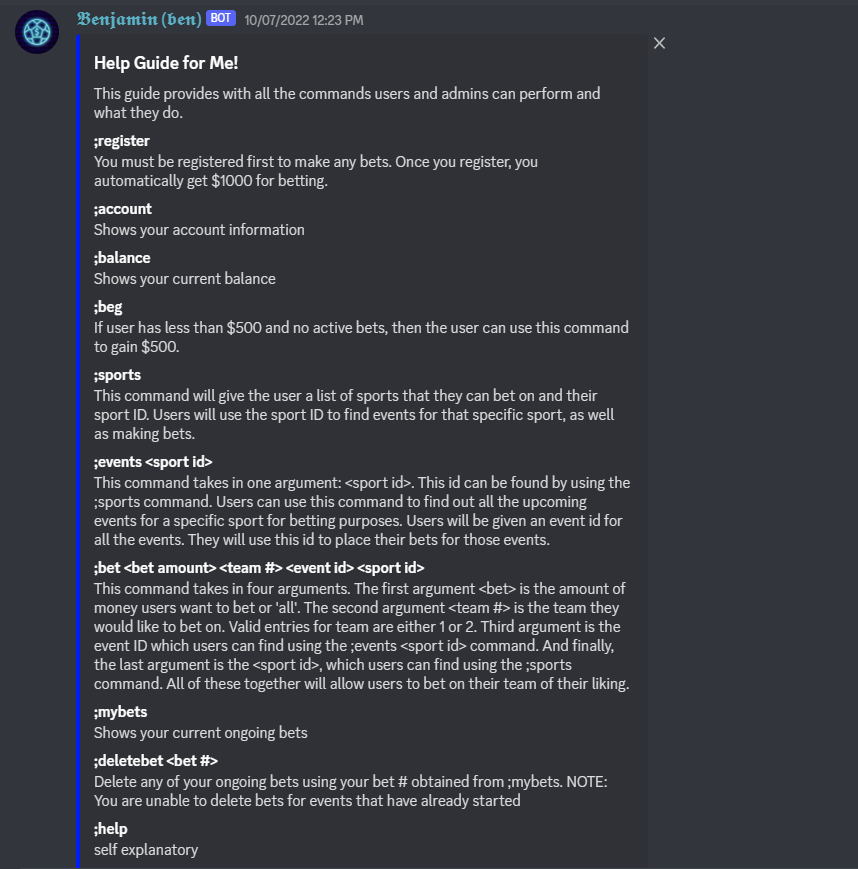 Benjamin (ben) BOT 10/07/2022 12:23 PM
Help Guide for Me!
This guide provides with all the commands users and admins can perform and
what they do.
;register
You must be registered first to make any bets. Once you register, you
automatically get $1000 for betting.
;account
Shows your account information
;balance
Shows your current balance
;beg
If user has less than $500 and no active bets, then the user can use this command
to gain $500.
;sports
This command will give the user a list of sports that they can bet on and their
sport ID. Users will use the sport ID to find events for that specific sport, as well
as making bets.
;events <sport id>
This command takes in one argument: <sport id>. This id can be found by using the
;sports command. Users can use this command to find out all the upcoming
events for a specific sport for betting purposes. Users will be given an event id for
all the events. They will use this id to place their bets for those events.
;bet <bet amount> <team #> <event id> <sport id>
This command takes in four arguments. The first argument <bet> is the amount of
money users want to bet or 'all'. The second argument <team #> is the team they
would like to bet on. Valid entries for team are either 1 or 2. Third argument is the
event ID which users can find using the ;events <sport id> command. And finally,
the last argument is the <sport id>, which users can find using the ;sports
command. All of these together will allow users to bet on their team of their liking.
;mybets
Shows your current ongoing bets
;deletebet <bet #>
Delete any of your ongoing bets using your bet # obtained from ;mybets. NOTE:
You are unable to delete bets for events that have already started
;help
self explanatory